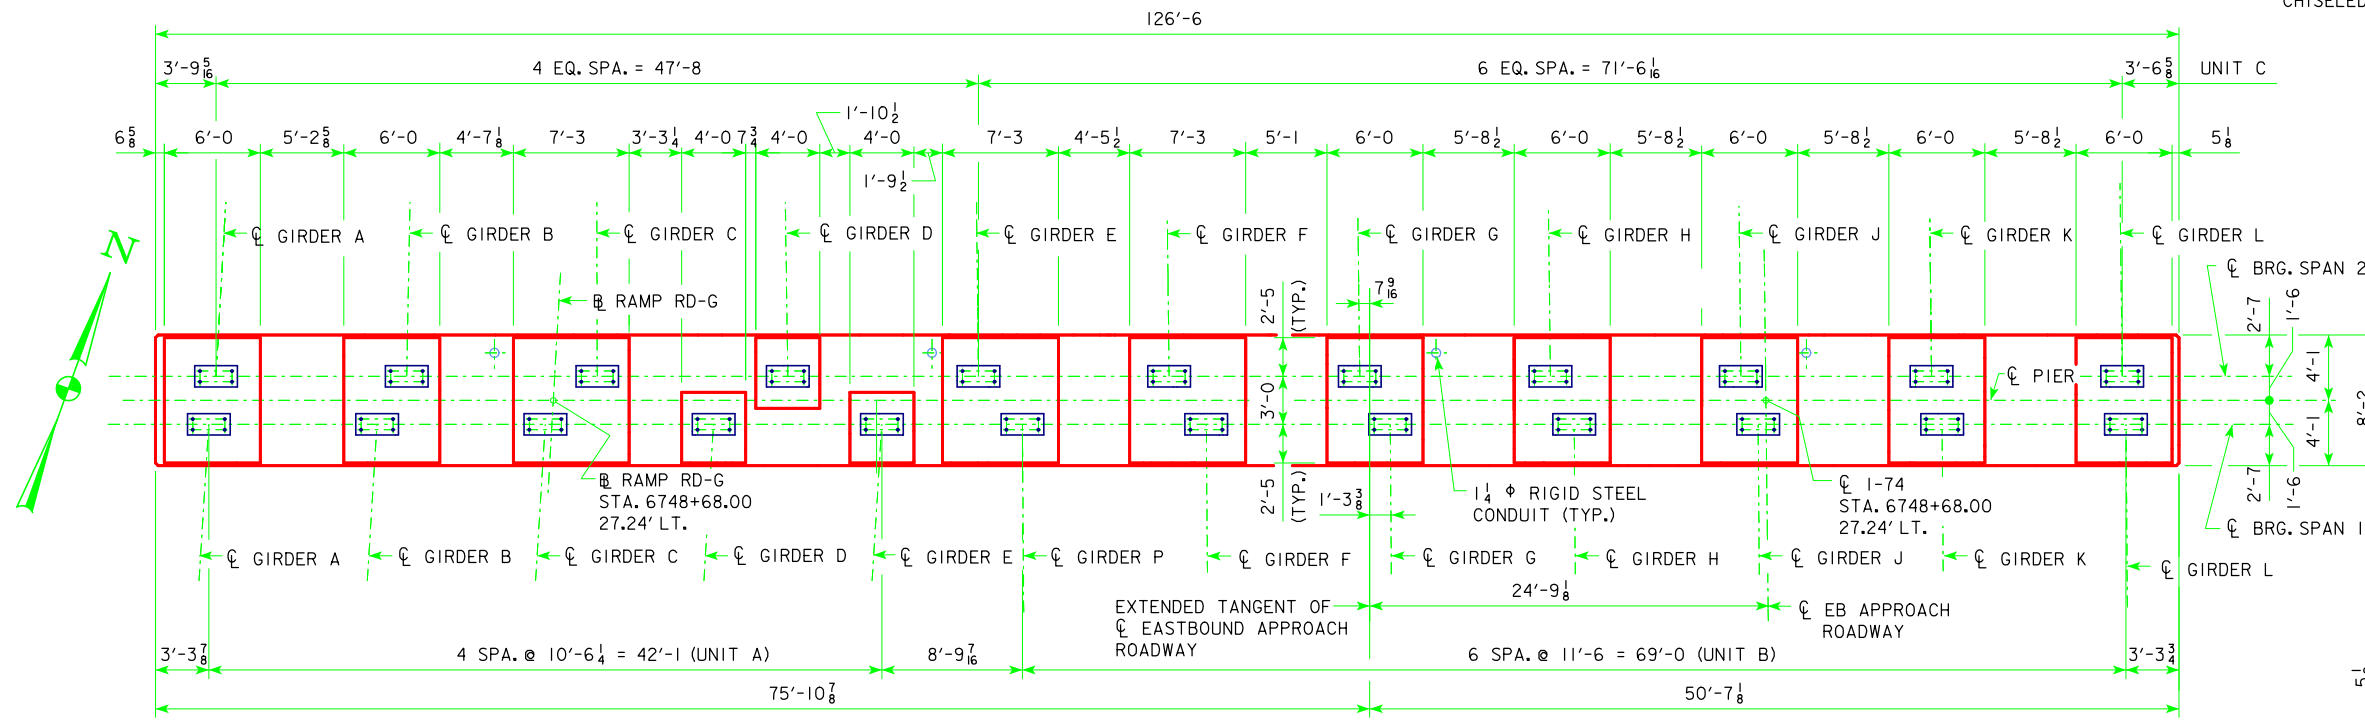 CHISELED
126'-6
3'-9 5/16
4 EQ. SPA. = 47'-8
6 EQ. SPA. = 71'-6 1/16
3'-6 5/8
UNIT C
1'-10 1/2
6 5/8
6'-0
5'-2 5/8
6'-0
4'-7 1/8
7'-3
3'-3 1/4
4'-0
7 3/4
4'-0
4'-0
7'-3
4'-5 1/2
7'-3
5'-1
6'-0
5'-8 1/2
6'-0
5'-8 1/2
6'-0
5'-8 1/2
6'-0
5'-8 1/2
6'-0
5 1/8
1'-9 1/2
N
℄ GIRDER A
℄ GIRDER B
℄ GIRDER C
℄ GIRDER D
℄ GIRDER E
℄ GIRDER F
℄ GIRDER G
℄ GIRDER H
℄ GIRDER J
℄ GIRDER K
℄ GIRDER L
℄ BRG. SPAN 2
BL RAMP RD-G
2'-5
(TYP.)
7 9/16
2'-7
1'-6
4'-1
℄ PIER
3'-0
8'-2
4'-1
2'-5
(TYP.)
2'-7
1'-6
BL RAMP RD-G
STA. 6748+68.00
27.24' LT.
1'-3 3/8
1 1/4 ϕ RIGID STEEL
CONDUIT (TYP.)
℄ I-74
STA. 6748+68.00
27.24' LT.
℄ BRG. SPAN 1
℄ GIRDER A
℄ GIRDER B
℄ GIRDER C
℄ GIRDER D
℄ GIRDER E
℄ GIRDER P
℄ GIRDER F
℄ GIRDER G
℄ GIRDER H
℄ GIRDER J
℄ GIRDER K
℄ GIRDER L
24'-9 1/8
EXTENDED TANGENT OF
℄ EASTBOUND APPROACH
ROADWAY
℄ EB APPROACH
ROADWAY
3'-3 7/8
4 SPA. @ 10'-6 1/4 = 42'-1 (UNIT A)
8'-9 7/16
6 SPA. @ 11'-6 = 69'-0 (UNIT B)
3'-3 3/4
75'-10 7/8
50'-7 1/8